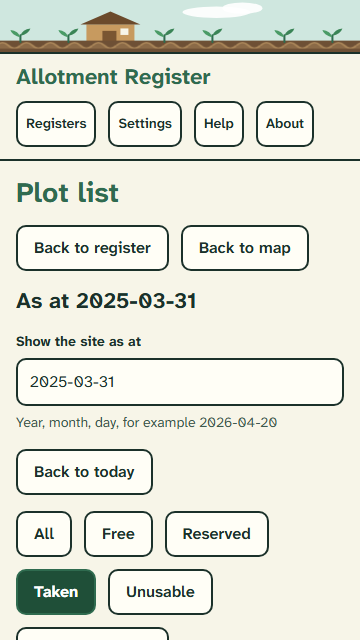 Allotment Register
Registers Settings Help About
Plot list
Back to register Back to map
As at 2025-03-31
Show the site as at
2025-03-31
Year, month, day, for example 2026-04-20
Back to today
All Free Reserved
Taken Unusable